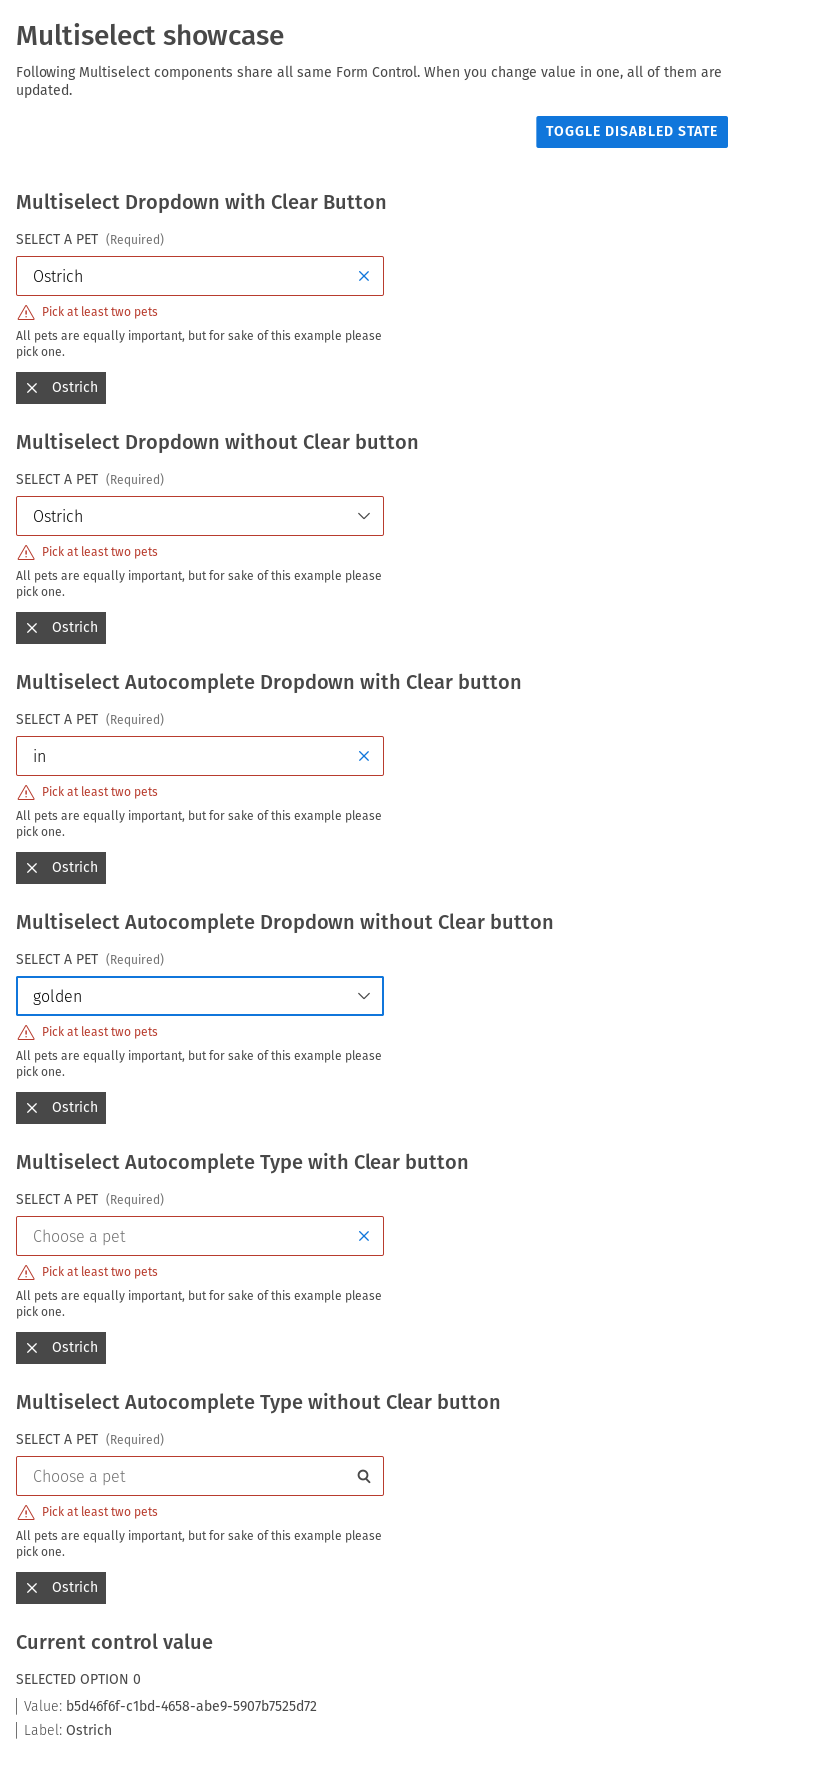 Multiselect showcase
Following Multiselect components share all same Form Control. When you change value in one, all of them are
updated.
TOGGLE DISABLED STATE
Multiselect Dropdown with Clear Button
SELECT A PET (Required)
Ostrich
Pick at least two pets
All pets are equally important, but for sake of this example please
pick one.
Ostrich
Multiselect Dropdown without Clear button
SELECT A PET (Required)
Ostrich
Pick at least two pets
All pets are equally important, but for sake of this example please
pick one.
Ostrich
Multiselect Autocomplete Dropdown with Clear button
SELECT A PET (Required)
in
Pick at least two pets
All pets are equally important, but for sake of this example please
pick one.
Ostrich
Multiselect Autocomplete Dropdown without Clear button
SELECT A PET (Required)
golden
Pick at least two pets
All pets are equally important, but for sake of this example please
pick one.
Ostrich
Multiselect Autocomplete Type with Clear button
SELECT A PET (Required)
Choose a pet
Pick at least two pets
All pets are equally important, but for sake of this example please
pick one.
Ostrich
Multiselect Autocomplete Type without Clear button
SELECT A PET (Required)
Choose a pet
Pick at least two pets
All pets are equally important, but for sake of this example please
pick one.
Ostrich
Current control value
SELECTED OPTION 0
Value: b5d46f6f-c1bd-4658-abe9-5907b7525d72
Label: Ostrich